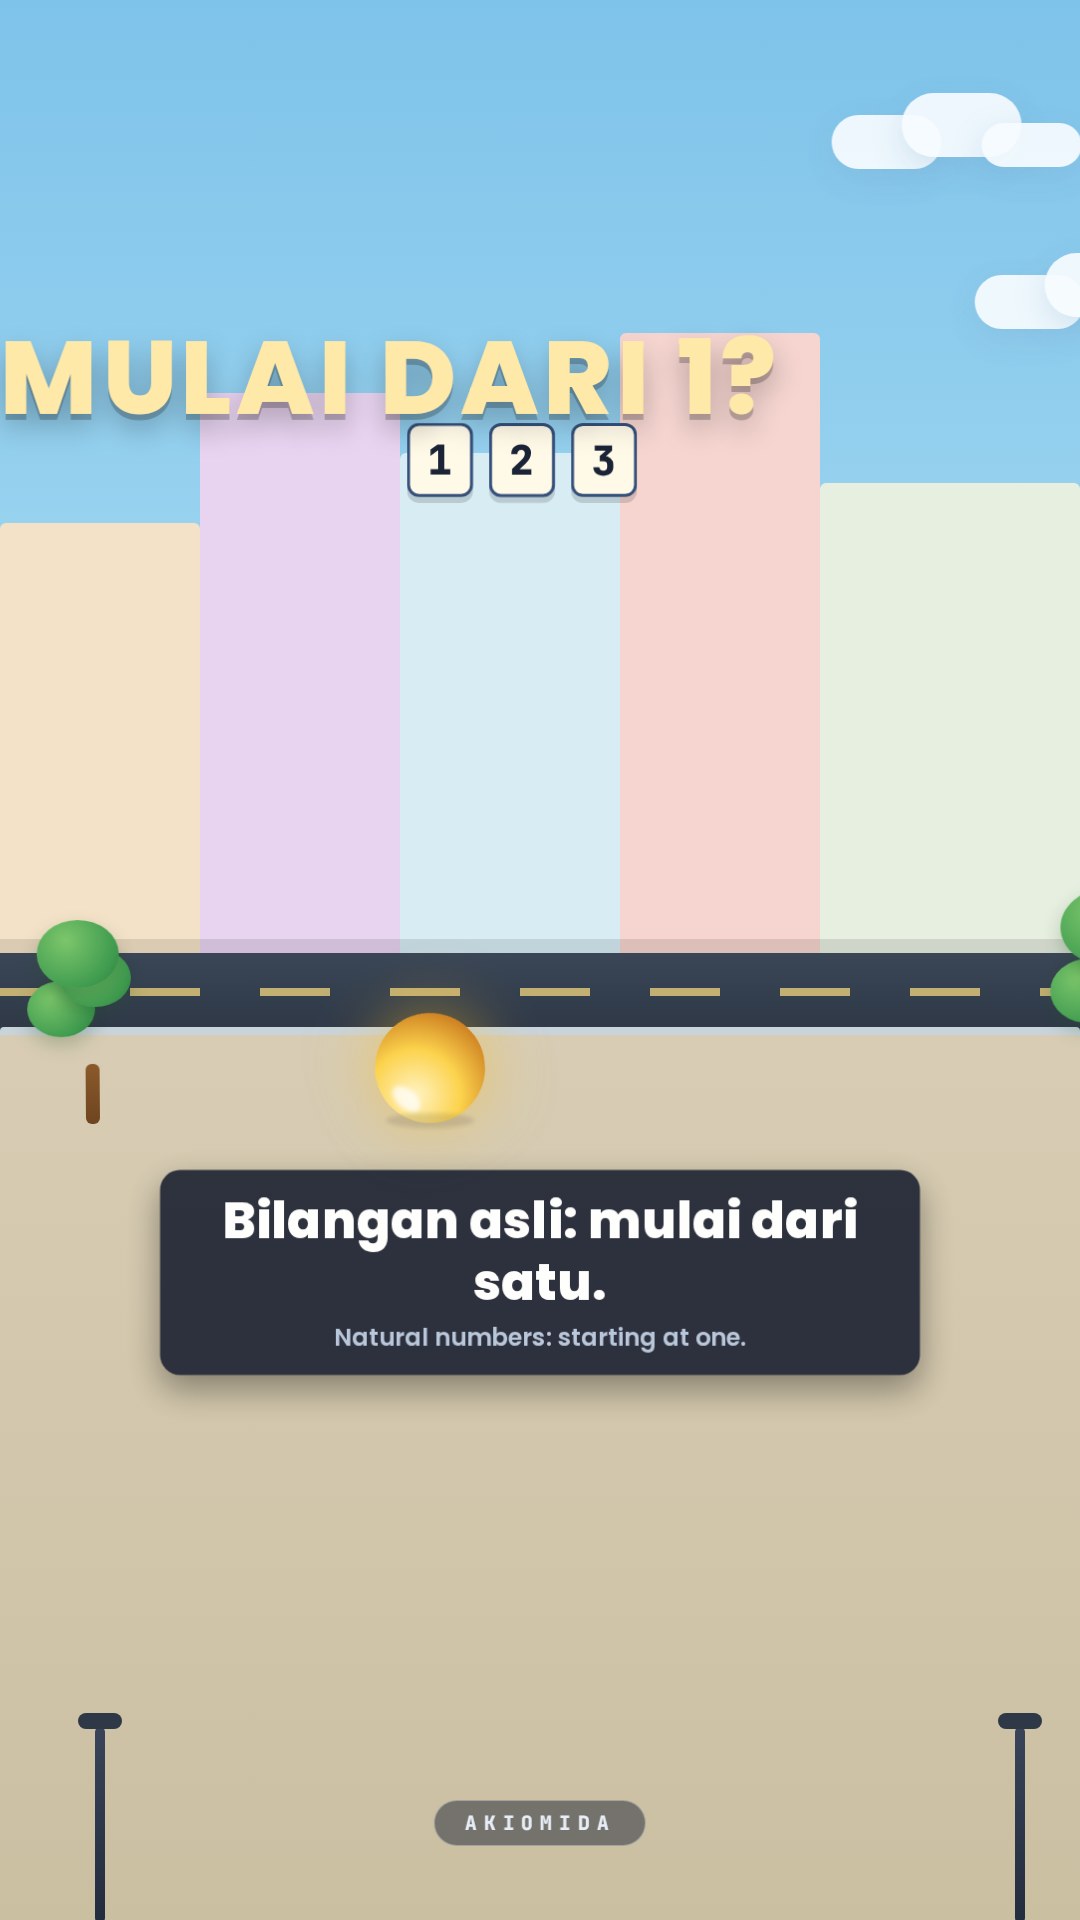 MULAI DARI 1?
1 2 3
Bilangan asli: mulai dari
satu.
Natural numbers: starting at one.
AKIOMIDA